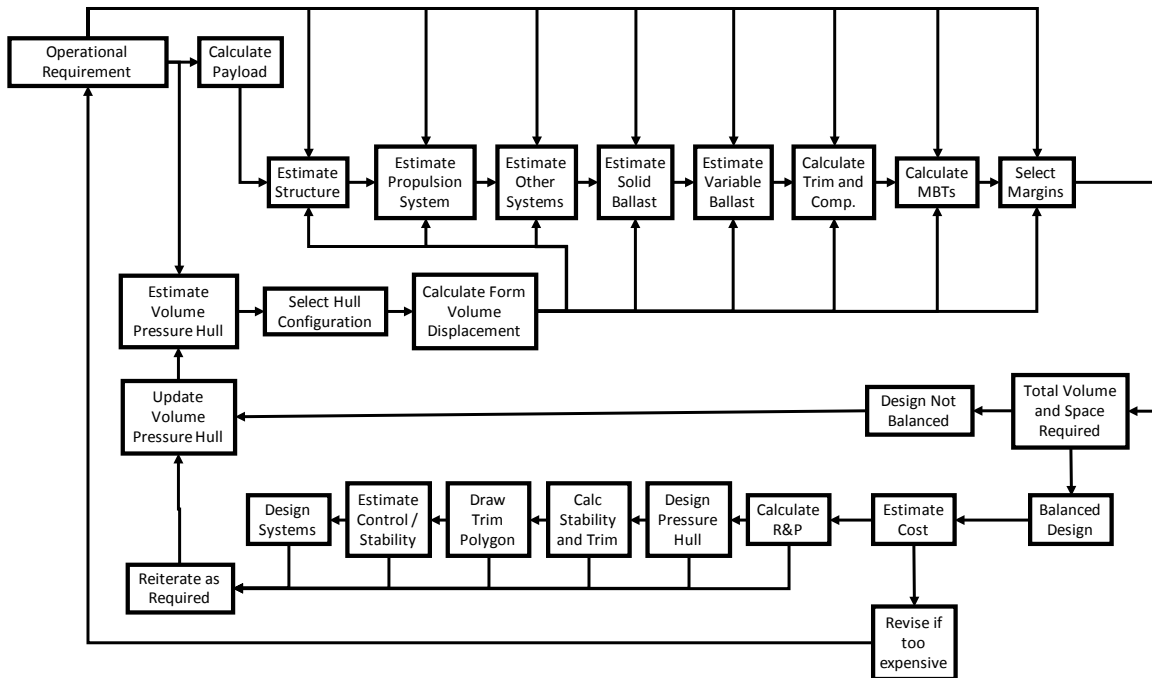 Operational
Requirement
Calculate
Payload
Estimate
Structure
Estimate
Propulsion
System
Estimate
Other
Systems
Estimate
Solid
Ballast
Estimate
Variable
Ballast
Calculate
Trim and
Comp.
Calculate
MBTs
Select
Margins
Estimate
Volume
Pressure Hull
Select Hull
Configuration
Calculate Form
Volume
Displacement
Update
Volume
Pressure Hull
Design Not
Balanced
Total Volume
and Space
Required
Design
Systems
Estimate
Control /
Stability
Draw
Trim
Polygon
Calc
Stability
and Trim
Design
Pressure
Hull
Calculate
R&P
Estimate
Cost
Balanced
Design
Reiterate as
Required
Revise if
too
expensive